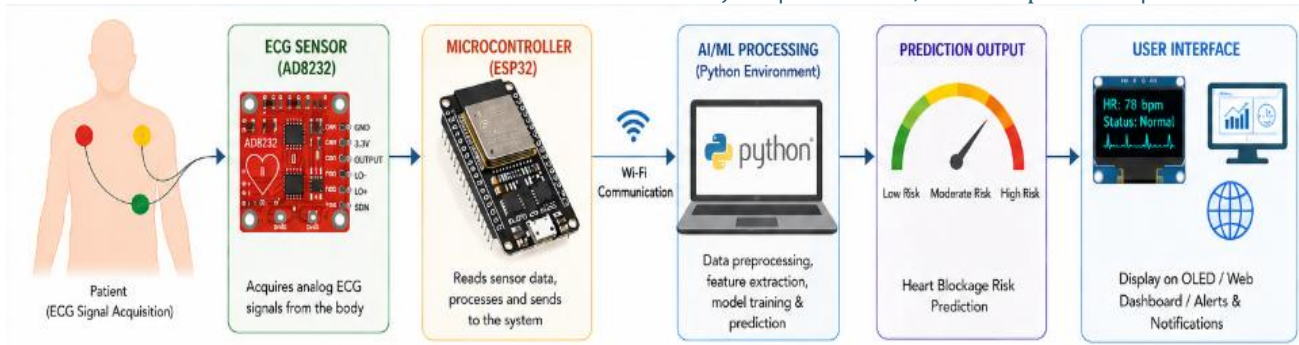 ECG SENSOR
(AD8232)
AD8232
GND
3.3V
OUTPUT
LO-
LO+
SDN
Acquires analog ECG
signals from the body
Patient
(ECG Signal Acquisition)
MICROCONTROLLER
(ESP32)
Reads sensor data,
processes and sends
to the system
Wi-Fi
Communication
AI/ML PROCESSING
(Python Environment)
python
Data preprocessing,
feature extraction,
model training &
prediction
PREDICTION OUTPUT
Low Risk Moderate Risk High Risk
Heart Blockage Risk
Prediction
USER INTERFACE
HR: 78 bpm
Status: Normal
Display on OLED / Web
Dashboard / Alerts &
Notifications